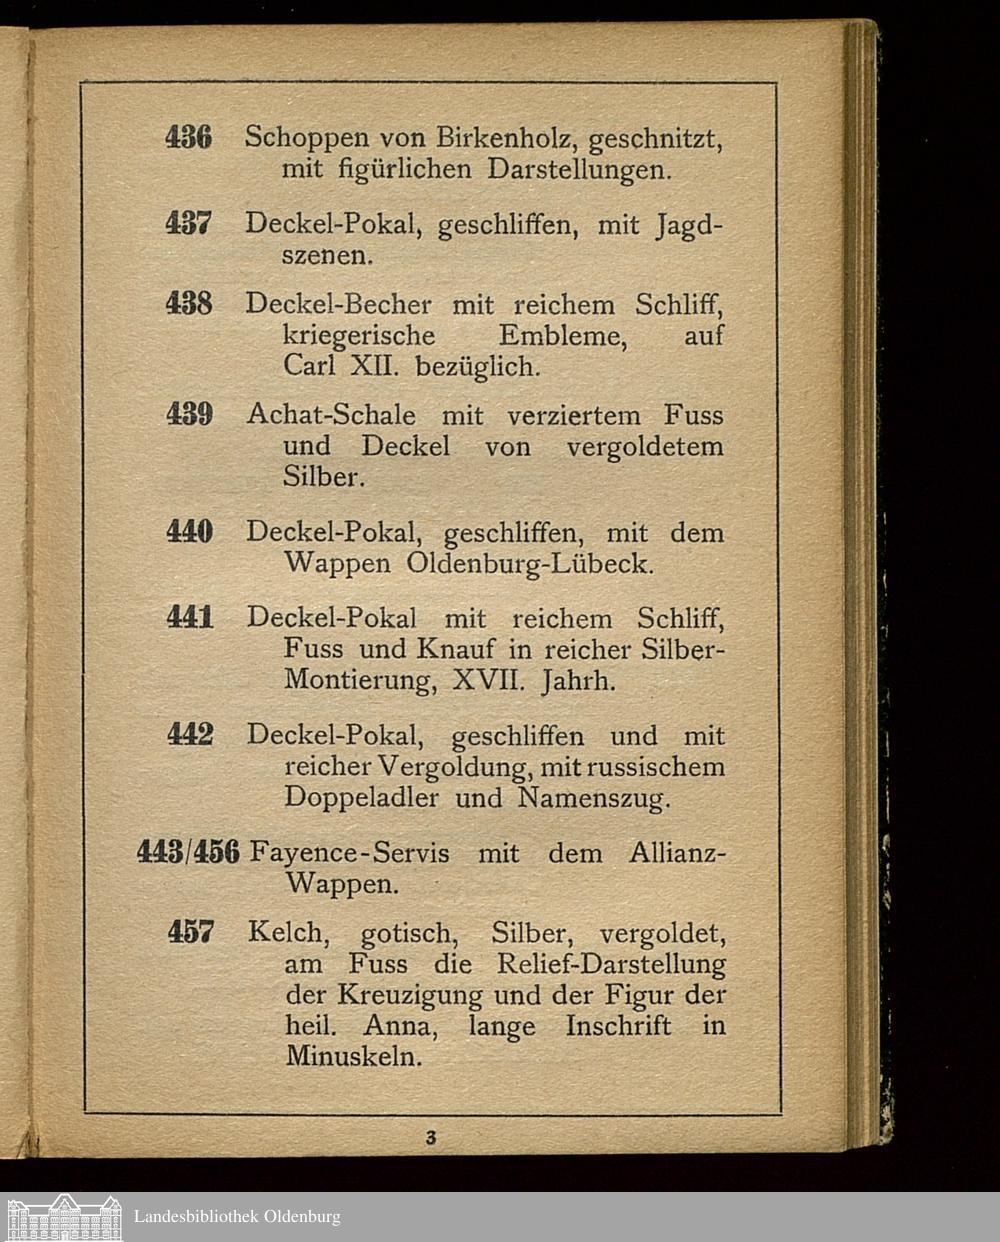 436 Schoppen von Birkenholz, geschnitzt,
mit figürlichen Darstellungen.
437 Deckel-Pokal, geschliffen, mit Jagd-
szenen.
438 Deckel-Becher mit reichem Schliff,
kriegerische Embleme, auf
Carl XII. bezüglich.
439 Achat-Schale mit verziertem Fuss
und Deckel von vergoldetem
Silber.
440 Deckel-Pokal, geschliffen, mit dem
Wappen Oldenburg-Lübeck.
441 Deckel-Pokal mit reichem Schliff,
Fuss und Knauf in reicher Silber-
Montierung, XVII. Jahrh.
442 Deckel-Pokal, geschliffen und mit
reicher Vergoldung, mit russischem
Doppeladler und Namenszug.
443/456 Fayence-Servis mit dem Allianz-
Wappen.
457 Kelch, gotisch, Silber, vergoldet,
am Fuss die Relief-Darstellung
der Kreuzigung und der Figur der
heil. Anna, lange Inschrift in
Minuskeln.
3
Landesbibliothek Oldenburg